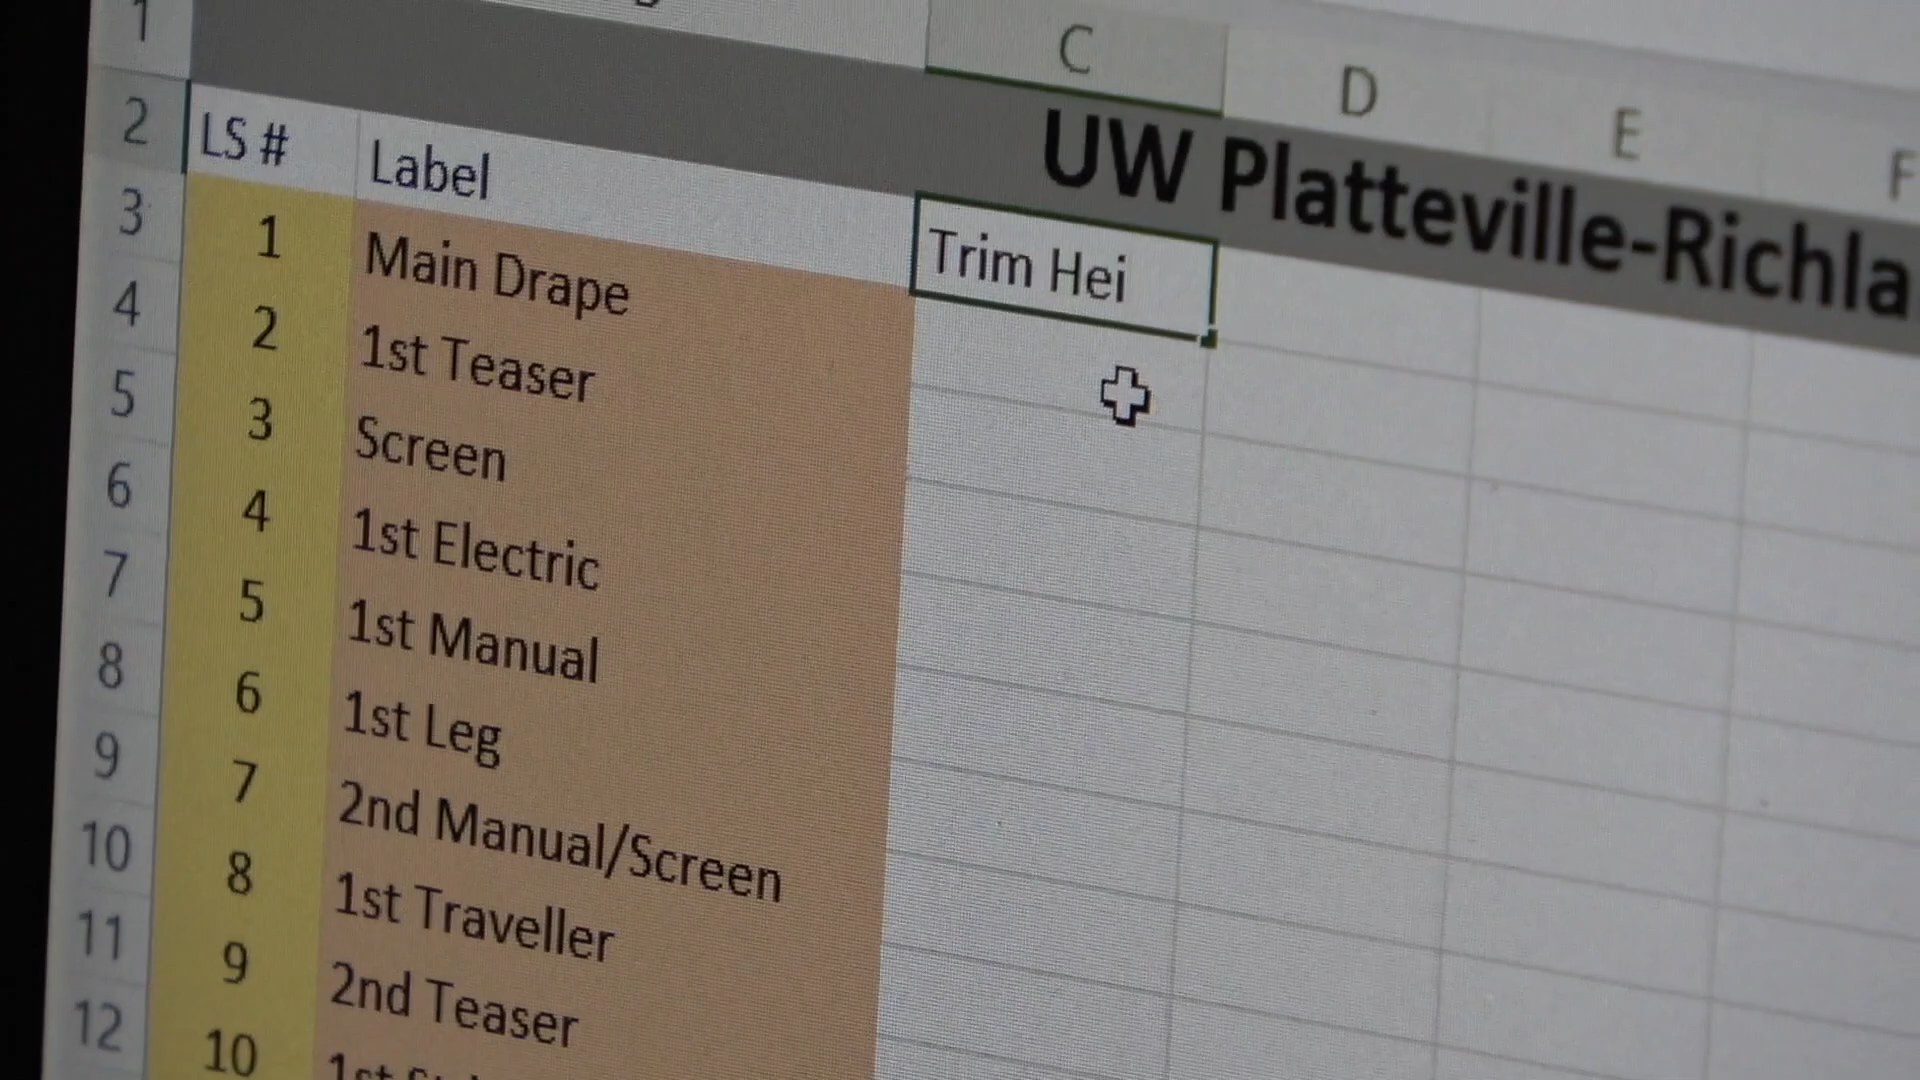 C D E F
1 UW Platteville-Richla
2 LS # Label Trim Hei
3 1 Main Drape
4 2 1st Teaser
5 3 Screen
6 4 1st Electric
7 5 1st Manual
8 6 1st Leg
9 7 2nd Manual/Screen
10 8 1st Traveller
11 9 2nd Teaser
12 10 1st